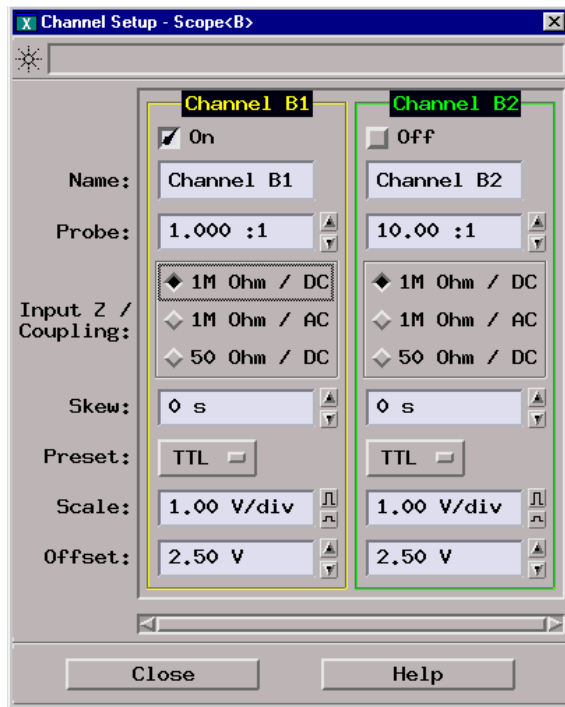 X Channel Setup - Scope<B>
Channel B1 Channel B2
On Off
Name: Channel B1 Channel B2
Probe: 1.000 :1 10.00 :1
1M Ohm / DC 1M Ohm / DC
Input Z / 1M Ohm / AC 1M Ohm / AC
Coupling: 50 Ohm / DC 50 Ohm / DC
Skew: 0 s 0 s
Preset: TTL TTL
Scale: 1.00 V/div 1.00 V/div
Offset: 2.50 V 2.50 V
Close Help